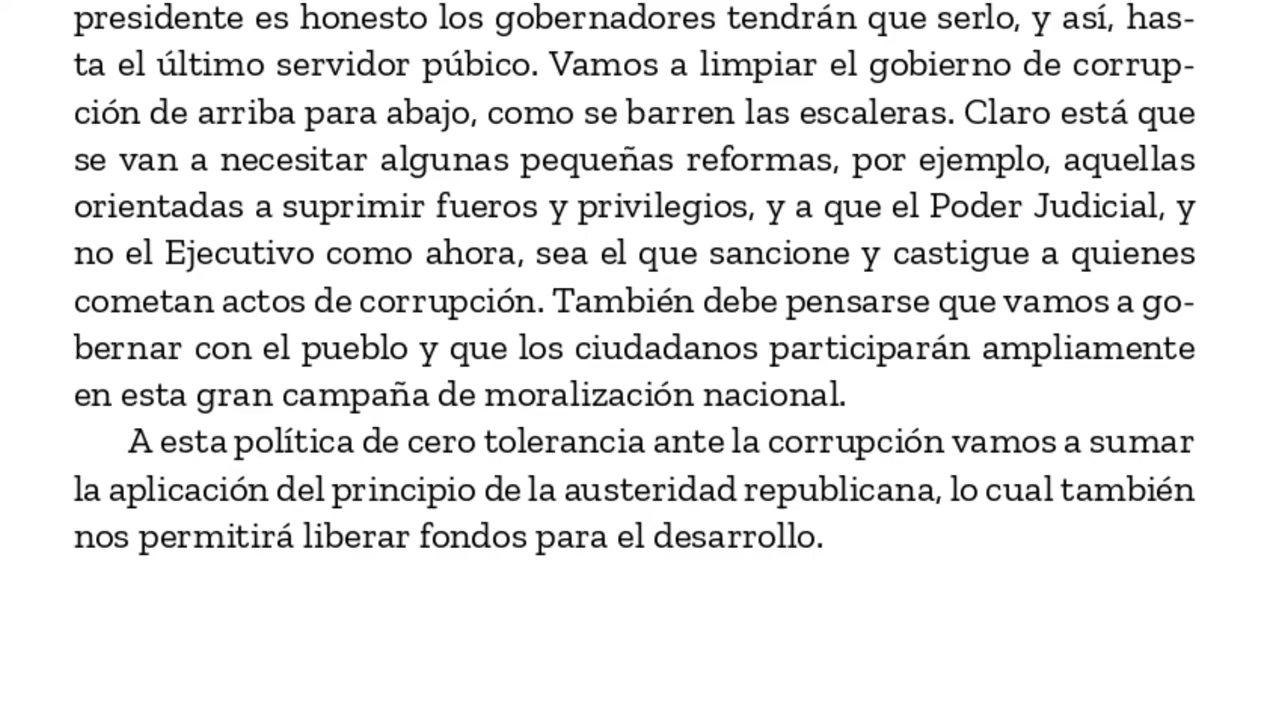 presidente es honesto los gobernadores tendrán que serlo, y así, has-
ta el último servidor púbico. Vamos a limpiar el gobierno de corrup-
ción de arriba para abajo, como se barren las escaleras. Claro está que
se van a necesitar algunas pequeñas reformas, por ejemplo, aquellas
orientadas a suprimir fueros y privilegios, y a que el Poder Judicial, y
no el Ejecutivo como ahora, sea el que sancione y castigue a quienes
cometan actos de corrupción. También debe pensarse que vamos a go-
bernar con el pueblo y que los ciudadanos participarán ampliamente
en esta gran campaña de moralización nacional.
A esta política de cero tolerancia ante la corrupción vamos a sumar
la aplicación del principio de la austeridad republicana, lo cual también
nos permitirá liberar fondos para el desarrollo.